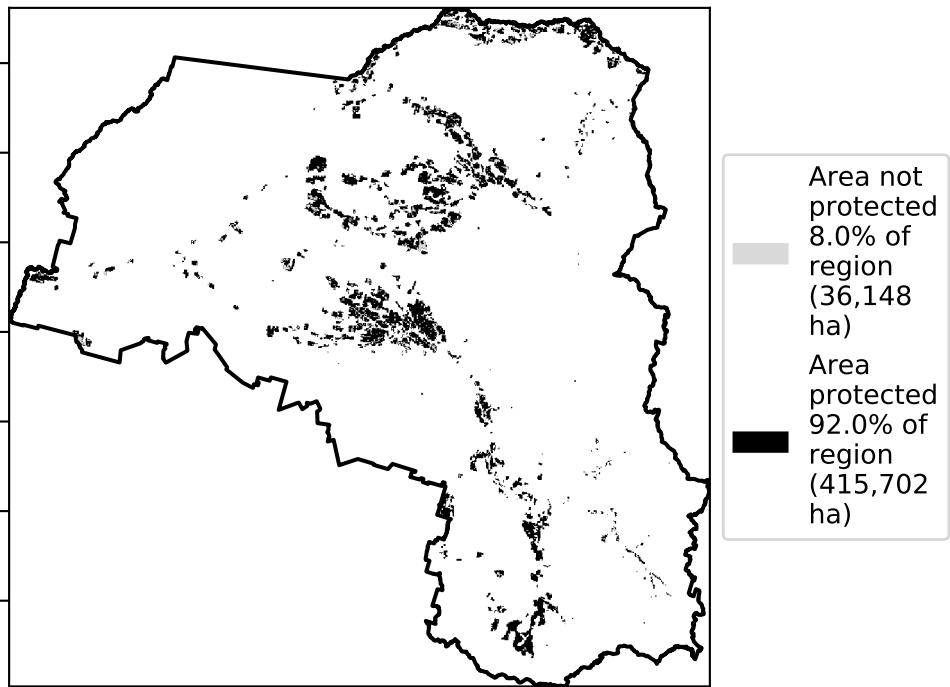 Area not
protected
8.0% of
region
(36,148
ha)
Area
protected
92.0% of
region
(415,702
ha)